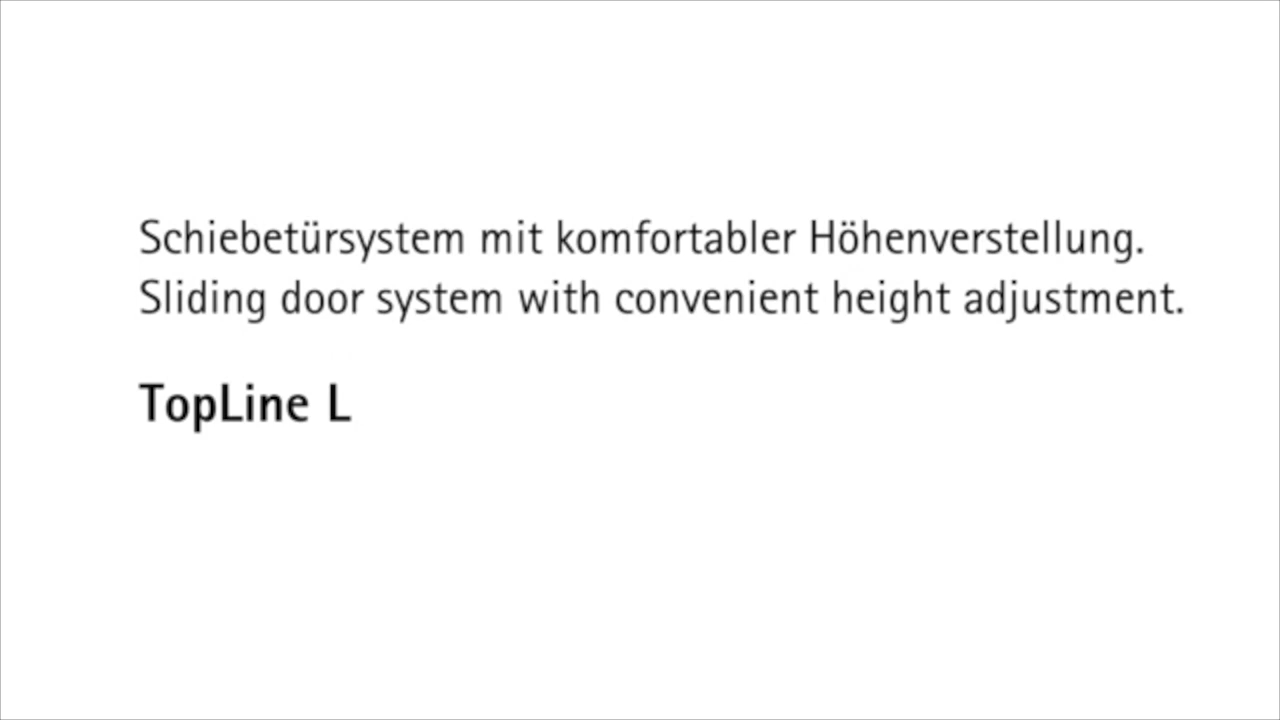 Schiebetürsystem mit komfortabler Höhenverstellung.
Sliding door system with convenient height adjustment.
TopLine L